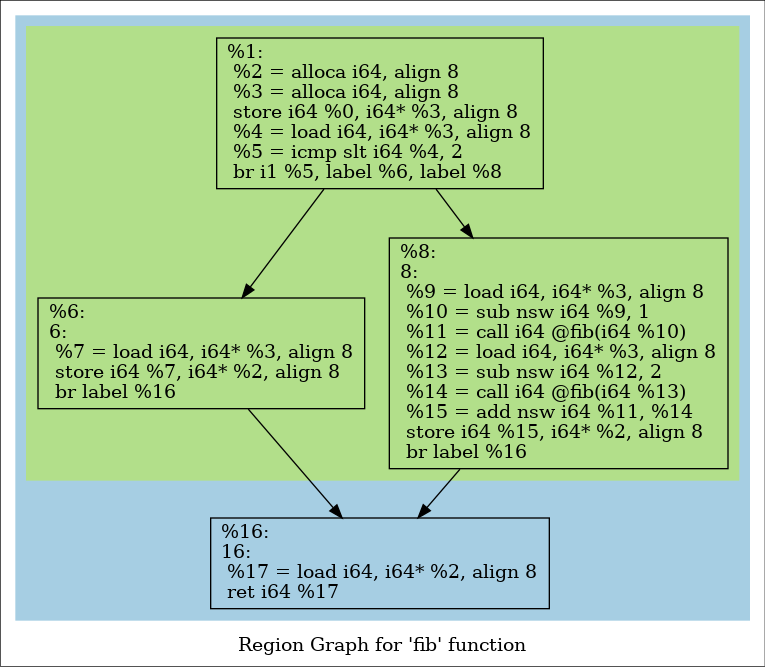 %1:
%2 = alloca i64, align 8
%3 = alloca i64, align 8
store i64 %0, i64* %3, align 8
%4 = load i64, i64* %3, align 8
%5 = icmp slt i64 %4, 2
br i1 %5, label %6, label %8
%6:
6:
%7 = load i64, i64* %3, align 8
store i64 %7, i64* %2, align 8
br label %16
%8:
8:
%9 = load i64, i64* %3, align 8
%10 = sub nsw i64 %9, 1
%11 = call i64 @fib(i64 %10)
%12 = load i64, i64* %3, align 8
%13 = sub nsw i64 %12, 2
%14 = call i64 @fib(i64 %13)
%15 = add nsw i64 %11, %14
store i64 %15, i64* %2, align 8
br label %16
%16:
16:
%17 = load i64, i64* %2, align 8
ret i64 %17
Region Graph for 'fib' function